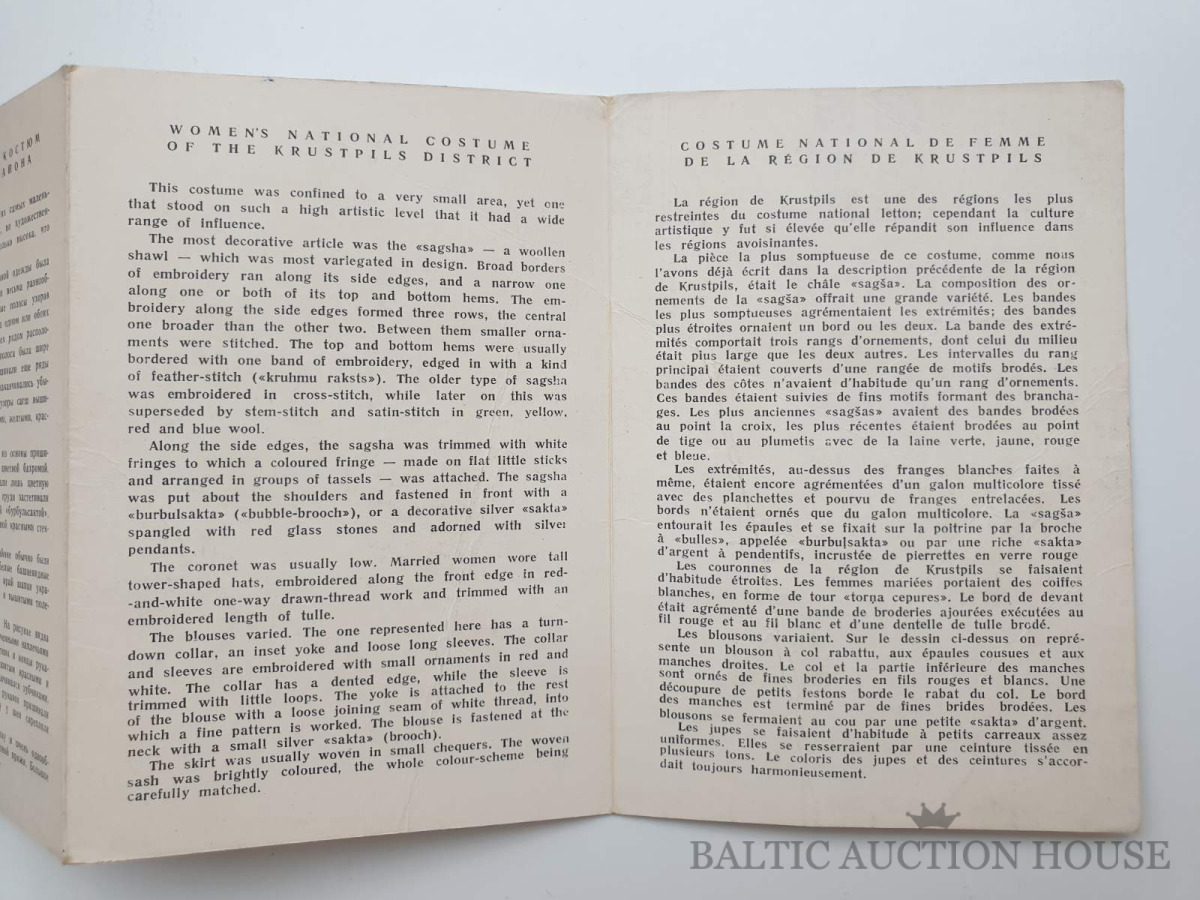 КОСТЮМ
WOMEN'S NATIONAL COSTUME
OF THE KRUSTPILS DISTRICT
This costume was confined to a very small area, yet one
that stood on such a high artistic level that it had a wide
range of influence.
The most decorative article was the «sagsha» — a woollen
shawl — which was most variegated in design. Broad borders
of embroidery ran along its side edges, and a narrow one
along one or both of its top and bottom hems. The em-
broidery along the side edges formed three rows, the central
one broader than the other two. Between them smaller orna-
ments were stitched. The top and bottom hems were usually
bordered with one band of embroidery, edged in with a kind
of feather-stitch («kruhmu raksts»). The older type of sagsha
was embroidered in cross-stitch, while later on this was
superseded by stem-stitch and satin-stitch in green, yellow,
red and blue wool.
Along the side edges, the sagsha was trimmed with white
fringes to which a coloured fringe — made on flat little sticks
and arranged in groups of tassels — was attached. The sagsha
was put about the shoulders and fastened in front with a
«burbulsakta» («bubble-brooch»), or a decorative silver «sakta»
spangled with red glass stones and adorned with silver
pendants.
The coronet was usually low. Married women wore tall
tower-shaped hats, embroidered along the front edge in red-
-and-white one-way drawn-thread work and trimmed with an
embroidered length of tulle.
The blouses varied. The one represented here has a turn-
down collar, an inset yoke and loose long sleeves. The collar
and sleeves are embroidered with small ornaments in red and
white. The collar has a dented edge, while the sleeve is
trimmed with little loops. The yoke is attached to the rest
of the blouse with a loose joining seam of white thread, into
which a fine pattern is worked. The blouse is fastened at the
neck with a small silver «sakta» (brooch).
The skirt was usually woven in small chequers. The woven
sash was brightly coloured, the whole colour-scheme being
carefully matched.
COSTUME NATIONAL DE FEMME
DE LA RÉGION DE KRUSTPILS
La région de Krustpils est une des régions les plus
restreintes du costume national letton; cependant la culture
artistique y fut si élevée qu'elle répandit son influence dans
les régions avoisinantes.
La pièce la plus somptueuse de ce costume, comme nous
l'avons déjà écrit dans la description précédente de la région
de Krustpils, était le châle «sagša». La composition des or-
nements de la «sagša» offrait une grande variété. Les bandes
les plus somptueuses agrémentaient les extrémités; des bandes
plus étroites ornaient un bord ou les deux. La bande des extré-
mités comportait trois rangs d'ornements, dont celui du milieu
était plus large que les deux autres. Les intervalles du rang
principal étaient couverts d'une rangée de motifs brodés. Les
bandes des côtes n'avaient d'habitude qu'un rang d'ornements.
Ces bandes étaient suivies de fins motifs formant des brancha-
ges. Les plus anciennes «sagšas» avaient des bandes brodées
au point la croix, les plus récentes étaient brodées au point
de tige ou au plumetis avec de la laine verte, jaune, rouge
et bleue.
Les extrémités, au-dessus des franges blanches faites à
même, étaient encore agrémentées d'un galon multicolore tissé
avec des planchettes et pourvu de franges entrelacées. Les
bords n'étaient ornés que du galon multicolore. La «sagša»
entourait les épaules et se fixait sur la poitrine par la broche
à «bulles», appelée «burbuļsakta» ou par une riche «sakta»
d'argent à pendentifs, incrustée de pierrettes en verre rouge
Les couronnes de la région de Krustpils se faisaient
d'habitude étroites. Les femmes mariées portaient des coiffes
blanches, en forme de tour «torņa cepures». Le bord de devant
était agrémenté d'une bande de broderies ajourées exécutées au
fil rouge et au fil blanc et d'une dentelle de tulle brodé.
Les blousons variaient. Sur le dessin ci-dessus on repré-
sente un blouson à col rabattu, aux épaules cousues et aux
manches droites. Le col et la partie inférieure des manches
sont ornés de fines broderies en fils rouges et blancs. Une
découpure de petits festons borde le rabat du col. Le bord
des manches est terminé par de fines brides brodées. Les
blousons se fermaient au cou par une petite «sakta» d'argent.
Les jupes se faisaient d'habitude à petits carreaux assez
uniformes. Elles se resserraient par une ceinture tissée en
plusieurs tons. Le coloris des jupes et des ceintures s'accor-
dait toujours harmonieusement.
BALTIC AUCTION HOUSE